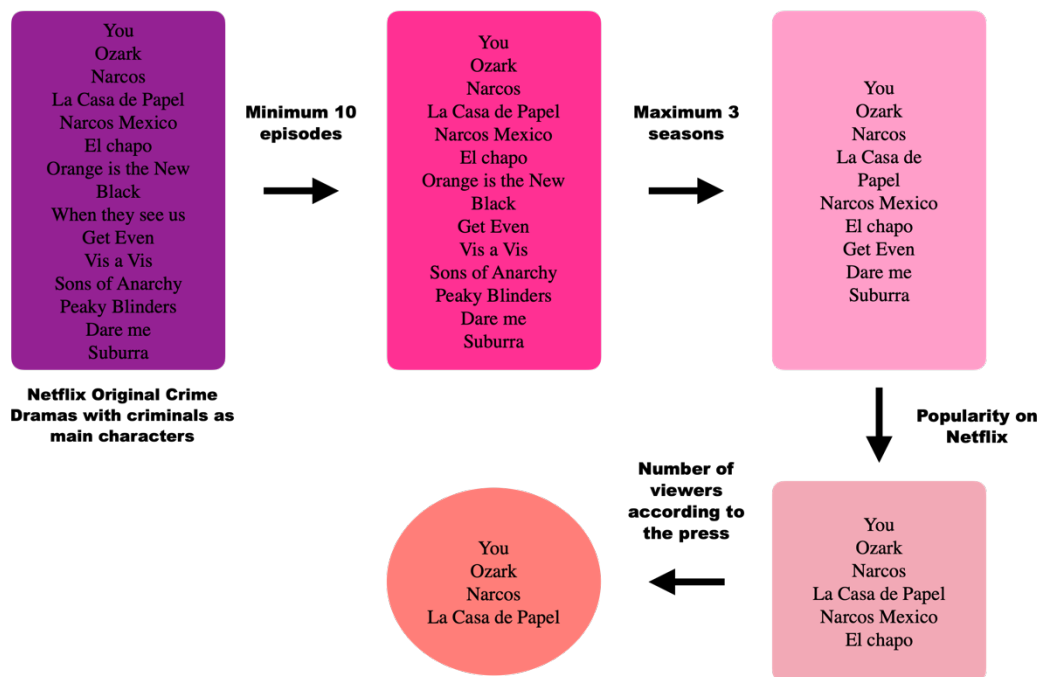 You
Ozark
Narcos
La Casa de Papel
Narcos Mexico
El chapo
Orange is the New
Black
When they see us
Get Even
Vis a Vis
Sons of Anarchy
Peaky Blinders
Dare me
Suburra
Netflix Original Crime
Dramas with criminals as
main characters
Minimum 10
episodes
You
Ozark
Narcos
La Casa de Papel
Narcos Mexico
El chapo
Orange is the New
Black
Get Even
Vis a Vis
Sons of Anarchy
Peaky Blinders
Dare me
Suburra
Maximum 3
seasons
You
Ozark
Narcos
La Casa de
Papel
Narcos Mexico
El chapo
Get Even
Dare me
Suburra
Popularity on
Netflix
You
Ozark
Narcos
La Casa de Papel
Narcos Mexico
El chapo
Number of
viewers
according to
the press
You
Ozark
Narcos
La Casa de Papel